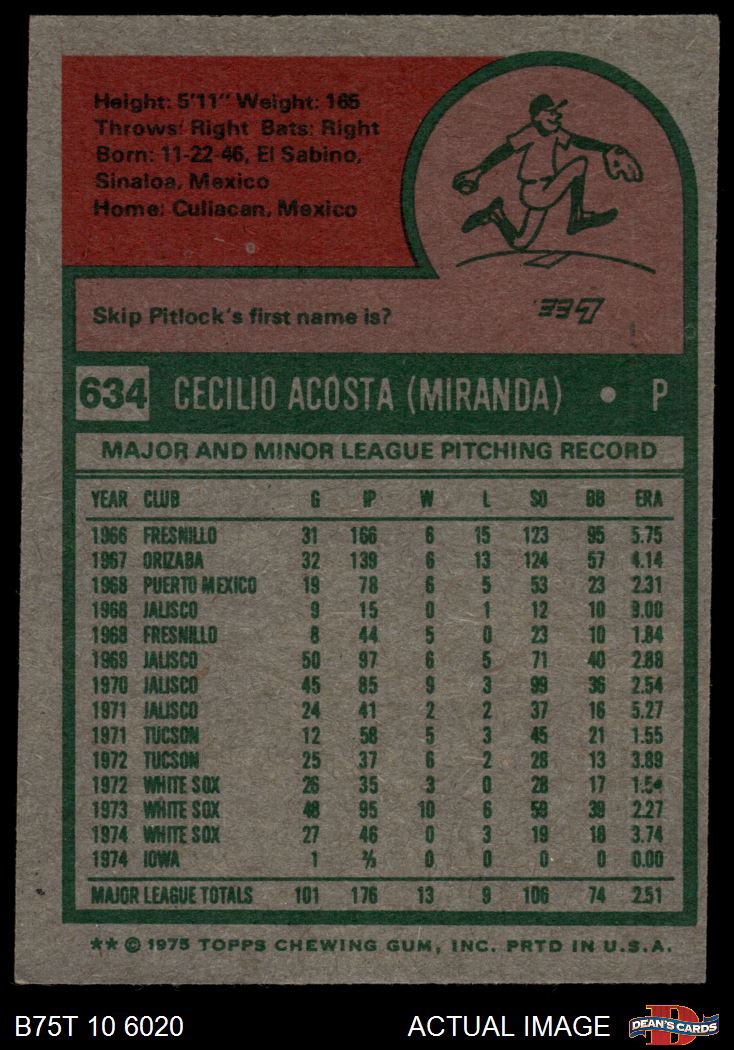 Height: 5'11" Weight: 165
Throws: Right Bats: Right
Born: 11-22-46, El Sabino,
Sinaloa, Mexico
Home: Culiacan, Mexico
Skip Pitlock's first name is?
Lee.
634 CECILIO ACOSTA (MIRANDA) • P
MAJOR AND MINOR LEAGUE PITCHING RECORD
YEAR CLUB G IP W L SO BB ERA
1966 FRESNILLO 31 166 6 15 123 95 5.75
1967 ORIZABA 32 139 6 13 124 57 4.14
1968 PUERTO MEXICO 19 78 6 5 53 23 2.31
1968 JALISCO 9 15 0 1 12 10 9.00
1968 FRESNILLO 8 44 5 0 23 10 1.84
1969 JALISCO 50 97 6 5 71 40 2.88
1970 JALISCO 45 85 9 3 99 36 2.54
1971 JALISCO 24 41 2 2 37 16 5.27
1971 TUCSON 12 58 5 3 45 21 1.55
1972 TUCSON 25 37 6 2 26 13 3.89
1972 WHITE SOX 26 35 3 0 28 17 1.54
1973 WHITE SOX 48 95 10 6 59 39 2.27
1974 WHITE SOX 27 46 0 3 19 18 3.74
1974 IOWA 1 ⅔ 0 0 0 0 0.00
MAJOR LEAGUE TOTALS 101 176 13 9 106 74 2.51
** © 1975 TOPPS CHEWING GUM, INC. PRTD IN U.S.A.
B75T 10 6020 ACTUAL IMAGE DEAN'S CARDS